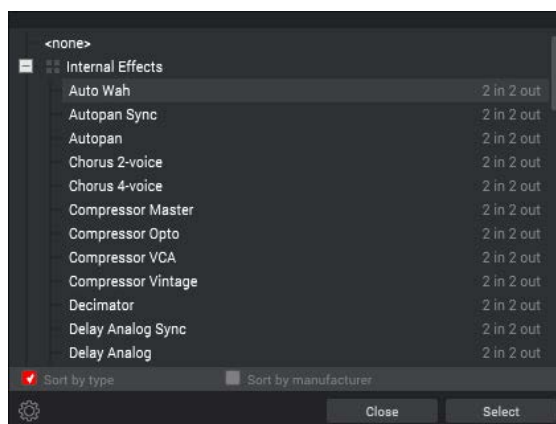 <none>
Internal Effects
Auto Wah 2 in 2 out
Autopan Sync 2 in 2 out
Autopan 2 in 2 out
Chorus 2-voice 2 in 2 out
Chorus 4-voice 2 in 2 out
Compressor Master 2 in 2 out
Compressor Opto 2 in 2 out
Compressor VCA 2 in 2 out
Compressor Vintage 2 in 2 out
Decimator 2 in 2 out
Delay Analog Sync 2 in 2 out
Delay Analog 2 in 2 out
Sort by type Sort by manufacturer
Close Select